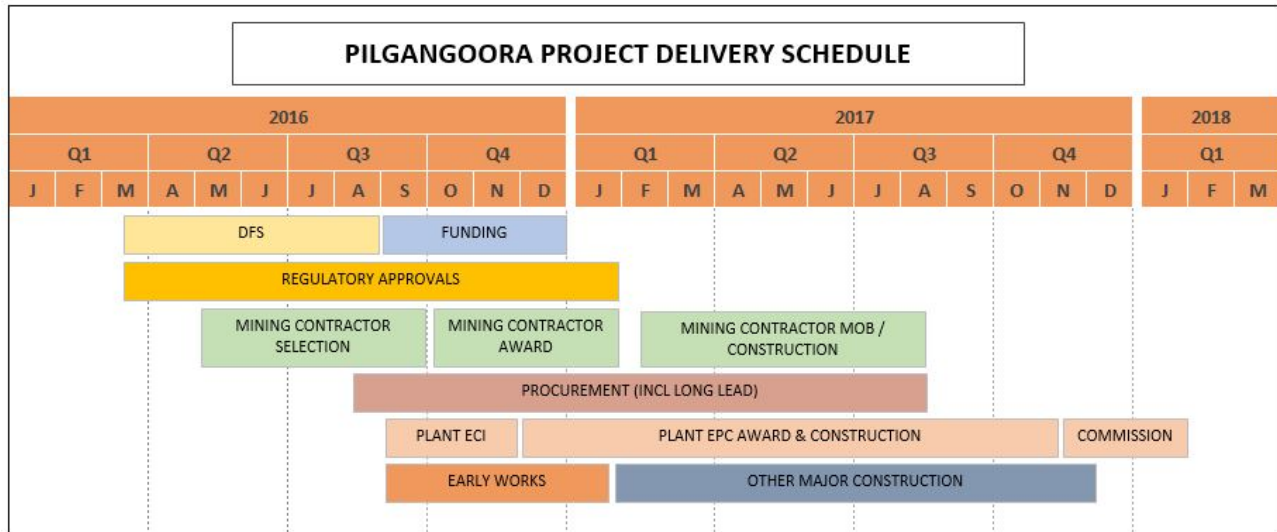 PILGANGOORA PROJECT DELIVERY SCHEDULE
2016 2017 2018
Q1 Q2 Q3 Q4 Q1 Q2 Q3 Q4 Q1
J F M A M J J A S O N D J F M A M J J A S O N D J F M
DFS FUNDING
REGULATORY APPROVALS
MINING CONTRACTOR
SELECTION
MINING CONTRACTOR
AWARD
MINING CONTRACTOR MOB /
CONSTRUCTION
PROCUREMENT (INCL LONG LEAD)
PLANT ECI PLANT EPC AWARD & CONSTRUCTION COMMISSION
EARLY WORKS OTHER MAJOR CONSTRUCTION